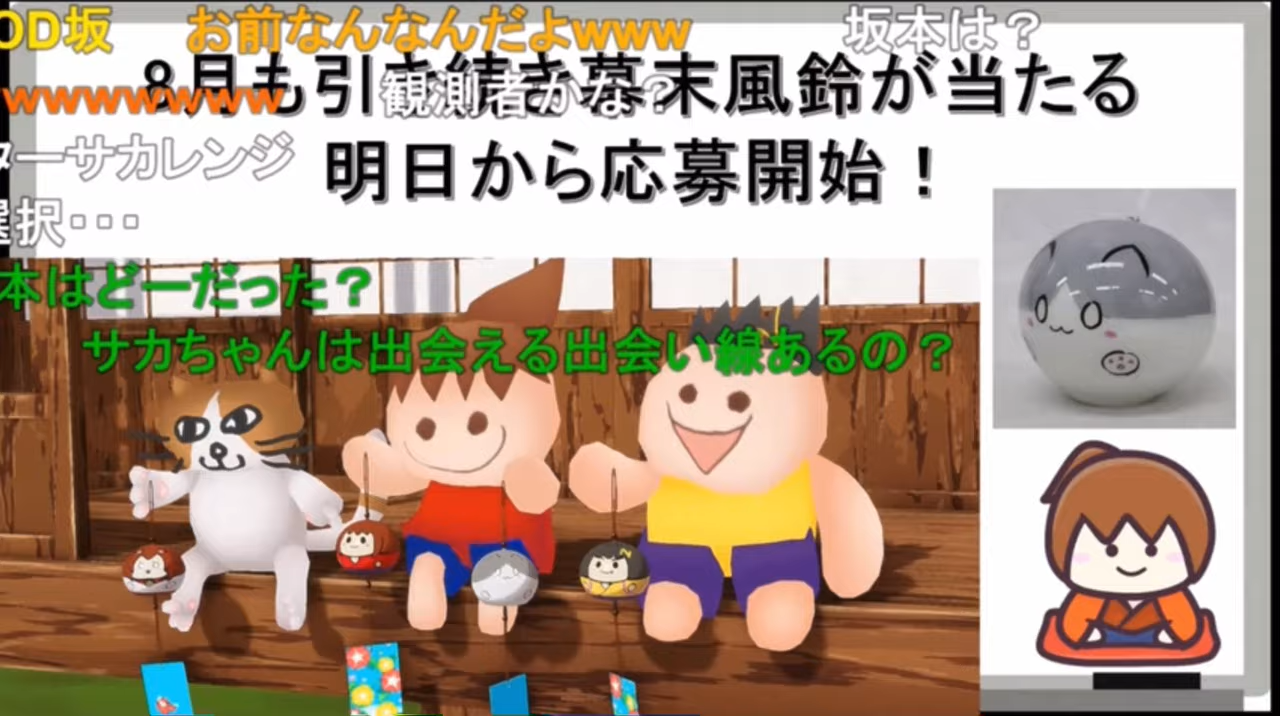 OD坂
お前なんなんだよwww
坂本は？
8月も引き続き幕末風鈴が当たる
wwwwwwww
観測者かな？
ターサカレンジ
明日から応募開始！
選択・・・
本はどーだった？
サカちゃんは出会える出会い線あるの？